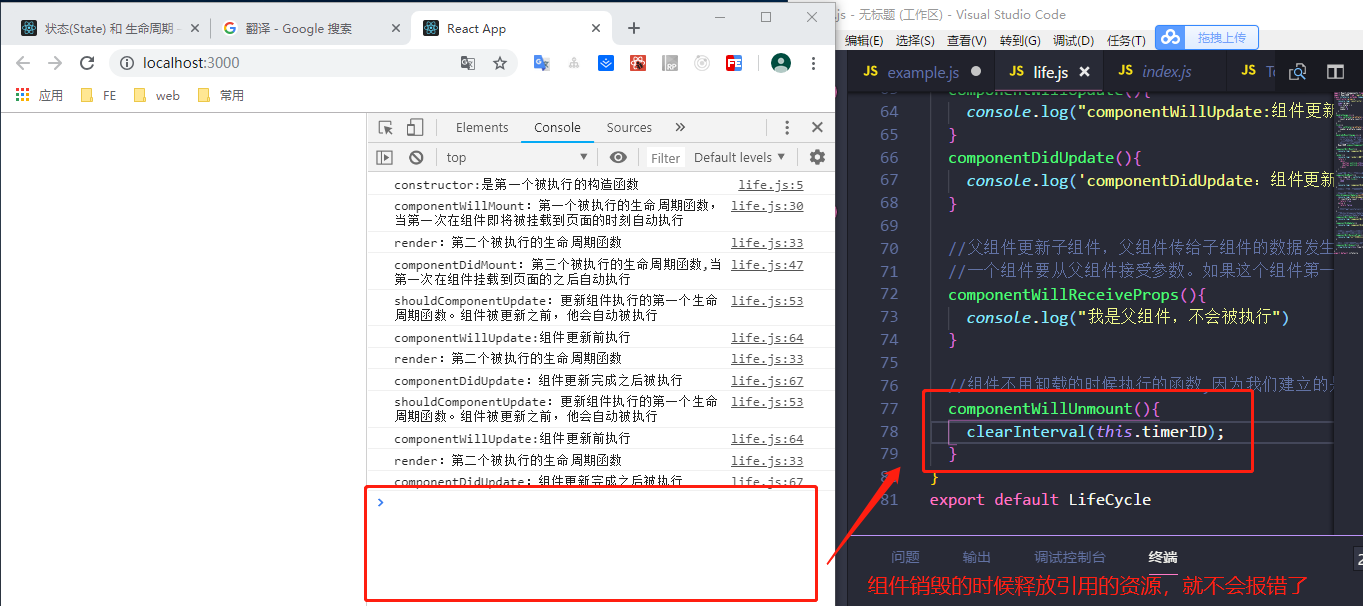 状态(State) 和 生命周期 -
翻译 - Google 搜索
React App
localhost:3000
应用
FE
web
常用
Elements
Console
Sources
top
Filter
Default levels
constructor:是第一个被执行的构造函数 life.js:5
componentWillMount: 第一个被执行的生命周期函数, life.js:30
当第一次在组件即将被挂载到页面的时刻自动执行
render: 第二个被执行的生命周期函数 life.js:33
componentDidMount: 第三个被执行的生命周期函数,当 life.js:47
第一次在组件挂载到页面的之后自动执行
shouldComponentUpdate: 更新组件执行的第一个生命 life.js:53
周期函数。组件被更新之前, 他会自动被执行
componentWillUpdate:组件更新前执行 life.js:64
render: 第二个被执行的生命周期函数 life.js:33
componentDidUpdate: 组件更新完成之后被执行 life.js:67
shouldComponentUpdate: 更新组件执行的第一个生命 life.js:53
周期函数。组件被更新之前, 他会自动被执行
componentWillUpdate:组件更新前执行 life.js:64
render: 第二个被执行的生命周期函数 life.js:33
componentDidUpdate: 组件更新完成之后被执行 life.js:67
js - 无标题 (工作区) - Visual Studio Code
编辑(E) 选择(S) 查看(V) 转到(G) 调试(D) 任务(T)
拖拽上传
JS example.js
JS life.js
JS index.js
JS
componentWillUpdate(){
64 console.log("componentWillUpdate:组件更新
65 }
66 componentDidUpdate(){
67 console.log('componentDidUpdate: 组件更新
68 }
69
70 //父组件更新子组件, 父组件传给子组件的数据发生
71 //一个组件要从父组件接受参数。如果这个组件第一
72 componentWillReceiveProps(){
73 console.log("我是父组件, 不会被执行")
74 }
75
76 //组件不用卸载的时候执行的函数,因为我们建立的是
77 componentWillUnmount(){
78 clearInterval(this.timerID);
79 }
}
81 export default LifeCycle
问题
输出
调试控制台
终端
组件销毁的时候释放引用的资源, 就不会报错了